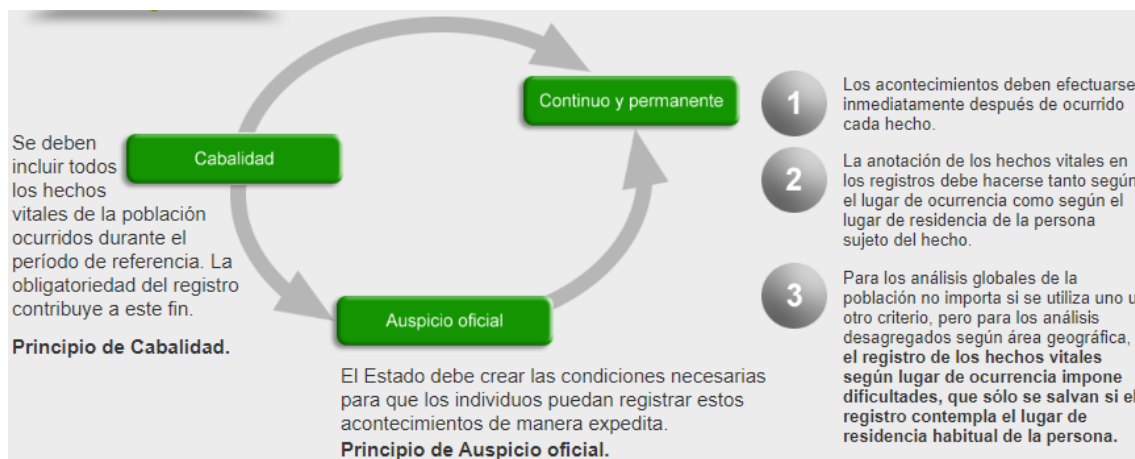 Continuo y permanente
Cabalidad
Auspicio oficial
Se deben
incluir todos
los hechos
vitales de la población
ocurridos durante el
período de referencia. La
obligatoriedad del registro
contribuye a este fin.
Principio de Cabalidad.
El Estado debe crear las condiciones necesarias
para que los individuos puedan registrar estos
acontecimientos de manera expedita.
Principio de Auspicio oficial.
1
Los acontecimientos deben efectuarse
inmediatamente después de ocurrido
cada hecho.
2
La anotación de los hechos vitales en
los registros debe hacerse tanto según
el lugar de ocurrencia como según el
lugar de residencia de la persona
sujeto del hecho.
3
Para los análisis globales de la
población no importa si se utiliza uno u
otro criterio, pero para los análisis
desagregados según área geográfica,
el registro de los hechos vitales
según lugar de ocurrencia impone
dificultades, que sólo se salvan si el
registro contempla el lugar de
residencia habitual de la persona.